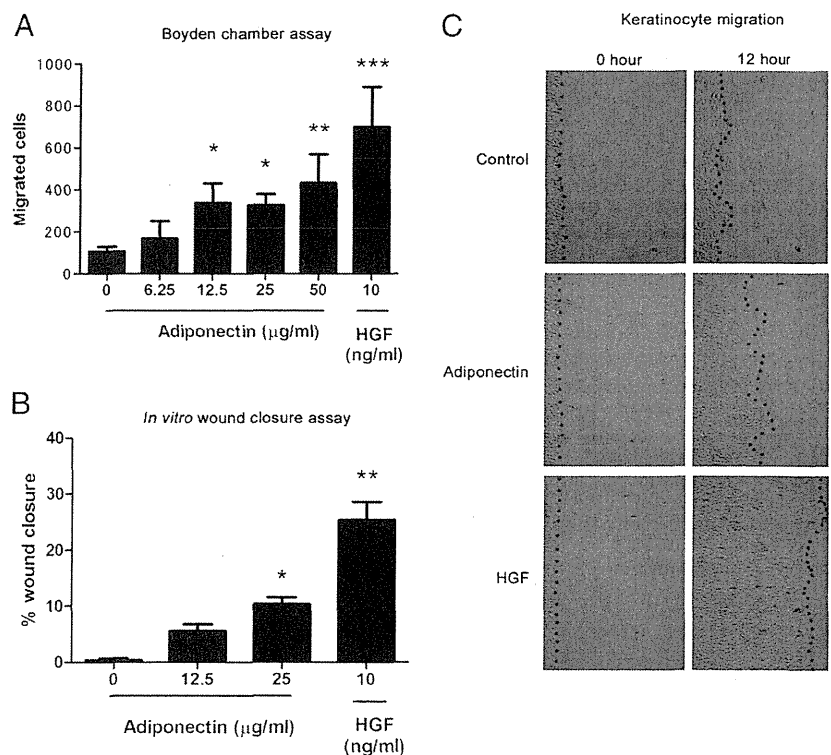 A
Boyden chamber assay
Migrated cells
1000
800
600
400
200
0
*
*
**
***
0 6.25 12.5 25 50 10
Adiponectin (µg/ml)
HGF
(ng/ml)
B
In vitro wound closure assay
% wound closure
40
30
20
10
0
*
**
0 12.5 25 10
Adiponectin (µg/ml)
HGF
(ng/ml)
C
Keratinocyte migration
0 hour 12 hour
Control
Adiponectin
HGF